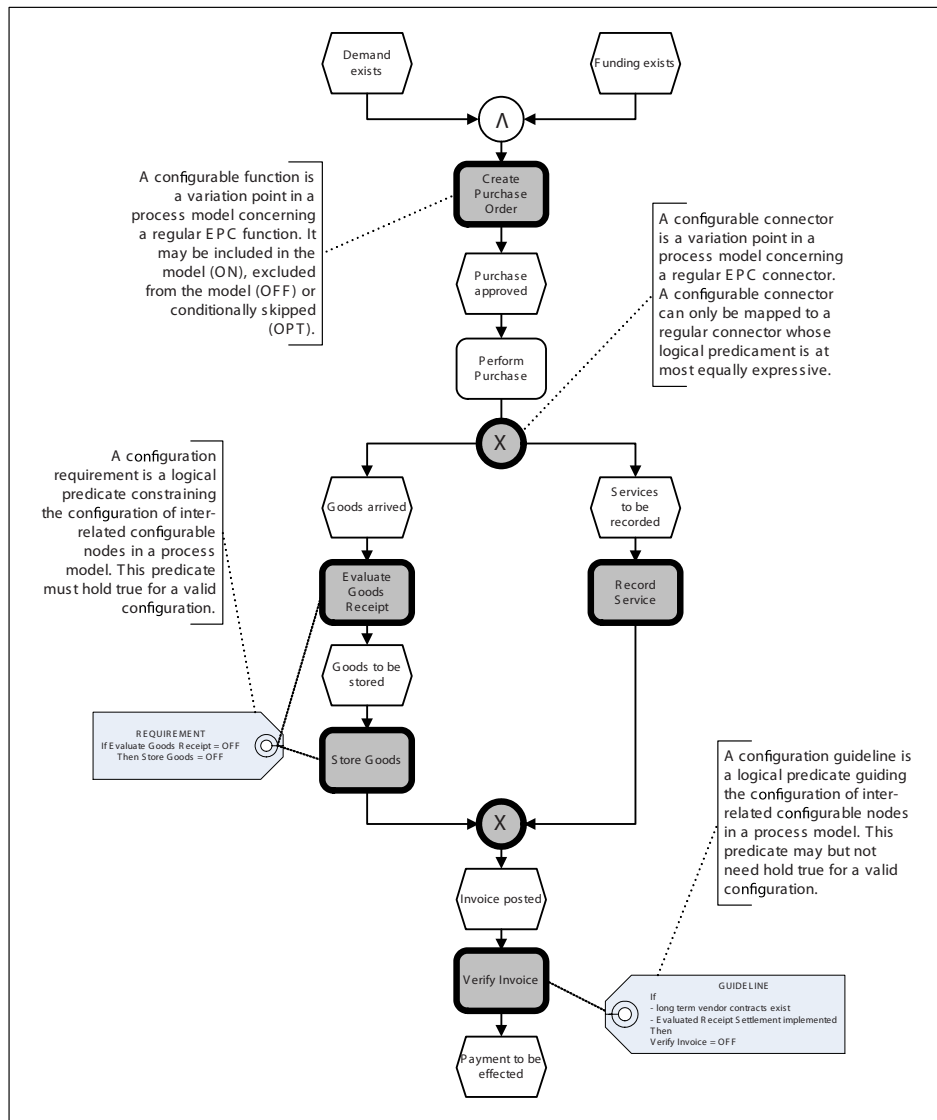 Demand
exists
Funding exists
Λ
Create
Purchase
Order
A configurable function is
a variation point in a
process model concerning
a regular EPC function. It
may be included in the
model (ON), excluded
from the model (OFF) or
conditionally skipped
(OPT).
A configurable connector
is a variation point in a
process model concerning
a regular EPC connector.
A configurable connector
can only be mapped to a
regular connector whose
logical predicament is at
most equally expressive.
Purchase
approved
Perform
Purchase
X
A configuration
requirement is a logical
predicate constraining
the configuration of inter-
related configurable
nodes in a process
model. This predicate
must hold true for a valid
configuration.
Goods arrived
Services
to be
recorded
Evaluate
Goods
Receipt
Record
Service
Goods to be
stored
REQUIREMENT
If Evaluate Goods Receipt = OFF
Then Store Goods = OFF
Store Goods
A configuration guideline is
a logical predicate guiding
the configuration of inter-
related configurable nodes
in a process model. This
predicate may but not
need hold true for a valid
configuration.
X
Invoice posted
Verify Invoice
GUIDELINE
If
- long term vendor contracts exist
- Evaluated Receipt Settlement implemented
Then
Verify Invoice = OFF
Payment to be
effected